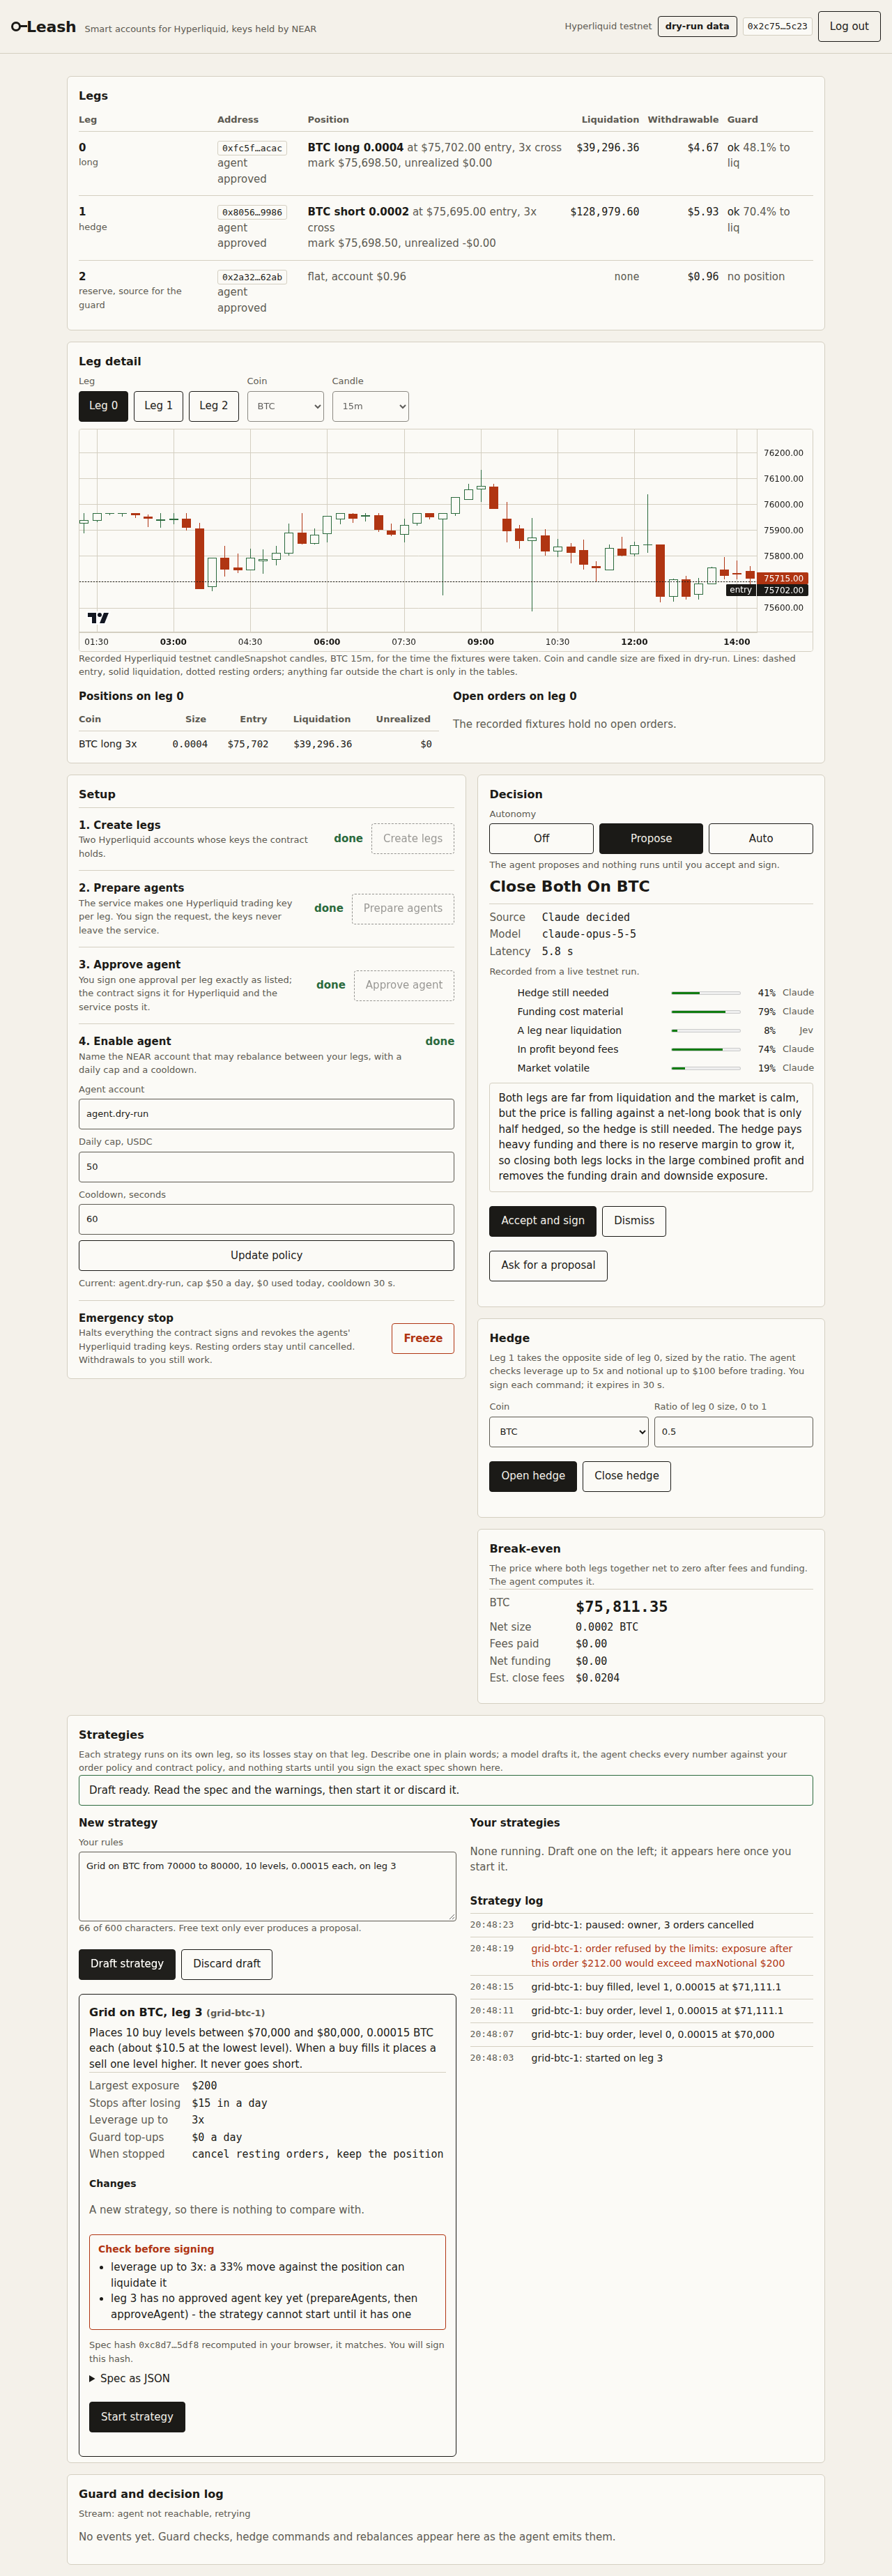 Leash Smart accounts for Hyperliquid, keys held by NEAR
Hyperliquid testnet dry-run data 0x2c75…5c23 Log out
Legs
Leg Address Position Liquidation Withdrawable Guard
0 0xfc5f…acac BTC long 0.0004 at $75,702.00 entry, 3x cross $39,296.36 $4.67 ok 48.1% to
long agent mark $75,698.50, unrealized $0.00 liq
approved
1 0x8056…9986 BTC short 0.0002 at $75,695.00 entry, 3x $128,979.60 $5.93 ok 70.4% to
hedge agent cross liq
approved mark $75,698.50, unrealized -$0.00
2 0x2a32…62ab flat, account $0.96 none $0.96 no position
reserve, source for the agent
guard approved
Leg detail
Leg Coin Candle
Leg 0 Leg 1 Leg 2 BTC 15m
76200.00
76100.00
76000.00
75900.00
75800.00
75715.00
entry 75702.00
75600.00
01:30 03:00 04:30 06:00 07:30 09:00 10:30 12:00 14:00
Recorded Hyperliquid testnet candleSnapshot candles, BTC 15m, for the time the fixtures were taken. Coin and candle size are fixed in dry-run. Lines: dashed
entry, solid liquidation, dotted resting orders; anything far outside the chart is only in the tables.
Positions on leg 0
Coin Size Entry Liquidation Unrealized
BTC long 3x 0.0004 $75,702 $39,296.36 $0
Open orders on leg 0
The recorded fixtures hold no open orders.
Setup
1. Create legs
Two Hyperliquid accounts whose keys the contract
holds.
done Create legs
2. Prepare agents
The service makes one Hyperliquid trading key
per leg. You sign the request, the keys never
leave the service.
done Prepare agents
3. Approve agent
You sign one approval per leg exactly as listed;
the contract signs it for Hyperliquid and the
service posts it.
done Approve agent
4. Enable agent done
Name the NEAR account that may rebalance between your legs, with a
daily cap and a cooldown.
Agent account
agent.dry-run
Daily cap, USDC
50
Cooldown, seconds
60
Update policy
Current: agent.dry-run, cap $50 a day, $0 used today, cooldown 30 s.
Emergency stop
Halts everything the contract signs and revokes the agents'
Hyperliquid trading keys. Resting orders stay until cancelled.
Withdrawals to you still work.
Freeze
Decision
Autonomy
Off Propose Auto
The agent proposes and nothing runs until you accept and sign.
Close Both On BTC
Source Claude decided
Model claude-opus-5-5
Latency 5.8 s
Recorded from a live testnet run.
Hedge still needed 41% Claude
Funding cost material 79% Claude
A leg near liquidation 8% Jev
In profit beyond fees 74% Claude
Market volatile 19% Claude
Both legs are far from liquidation and the market is calm,
but the price is falling against a net-long book that is only
half hedged, so the hedge is still needed. The hedge pays
heavy funding and there is no reserve margin to grow it,
so closing both legs locks in the large combined profit and
removes the funding drain and downside exposure.
Accept and sign Dismiss
Ask for a proposal
Hedge
Leg 1 takes the opposite side of leg 0, sized by the ratio. The agent
checks leverage up to 5x and notional up to $100 before trading. You
sign each command; it expires in 30 s.
Coin Ratio of leg 0 size, 0 to 1
BTC 0.5
Open hedge Close hedge
Break-even
The price where both legs together net to zero after fees and funding.
The agent computes it.
BTC $75,811.35
Net size 0.0002 BTC
Fees paid $0.00
Net funding $0.00
Est. close fees $0.0204
Strategies
Each strategy runs on its own leg, so its losses stay on that leg. Describe one in plain words; a model drafts it, the agent checks every number against your
order policy and contract policy, and nothing starts until you sign the exact spec shown here.
Draft ready. Read the spec and the warnings, then start it or discard it.
New strategy
Your rules
Grid on BTC from 70000 to 80000, 10 levels, 0.00015 each, on leg 3
66 of 600 characters. Free text only ever produces a proposal.
Draft strategy Discard draft
Grid on BTC, leg 3 (grid-btc-1)
Places 10 buy levels between $70,000 and $80,000, 0.00015 BTC
each (about $10.5 at the lowest level). When a buy fills it places a
sell one level higher. It never goes short.
Largest exposure $200
Stops after losing $15 in a day
Leverage up to 3x
Guard top-ups $0 a day
When stopped cancel resting orders, keep the position
Changes
A new strategy, so there is nothing to compare with.
Check before signing
• leverage up to 3x: a 33% move against the position can
liquidate it
• leg 3 has no approved agent key yet (prepareAgents, then
approveAgent) - the strategy cannot start until it has one
Spec hash 0xc8d7…5df8 recomputed in your browser, it matches. You will sign
this hash.
Spec as JSON
Start strategy
Your strategies
None running. Draft one on the left; it appears here once you
start it.
Strategy log
20:48:23 grid-btc-1: paused: owner, 3 orders cancelled
20:48:19 grid-btc-1: order refused by the limits: exposure after
this order $212.00 would exceed maxNotional $200
20:48:15 grid-btc-1: buy filled, level 1, 0.00015 at $71,111.1
20:48:11 grid-btc-1: buy order, level 1, 0.00015 at $71,111.1
20:48:07 grid-btc-1: buy order, level 0, 0.00015 at $70,000
20:48:03 grid-btc-1: started on leg 3
Guard and decision log
Stream: agent not reachable, retrying
No events yet. Guard checks, hedge commands and rebalances appear here as the agent emits them.